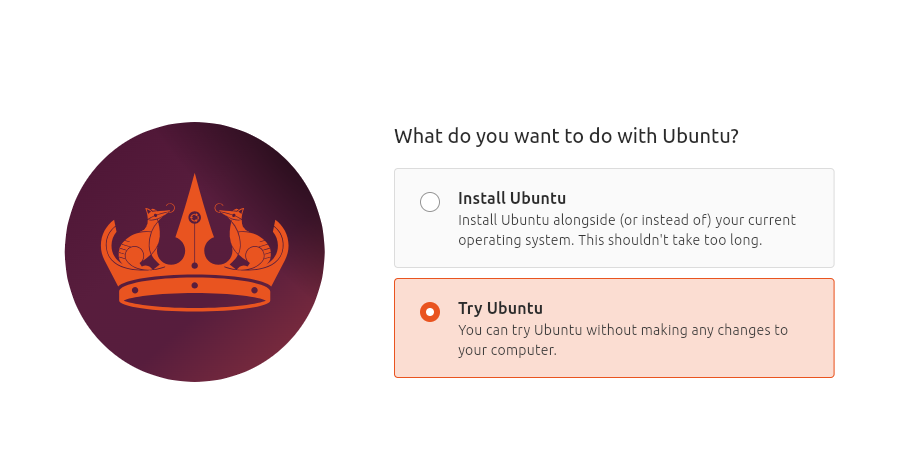 What do you want to do with Ubuntu?
Install Ubuntu
Install Ubuntu alongside (or instead of) your current
operating system. This shouldn't take too long.
Try Ubuntu
You can try Ubuntu without making any changes to
your computer.